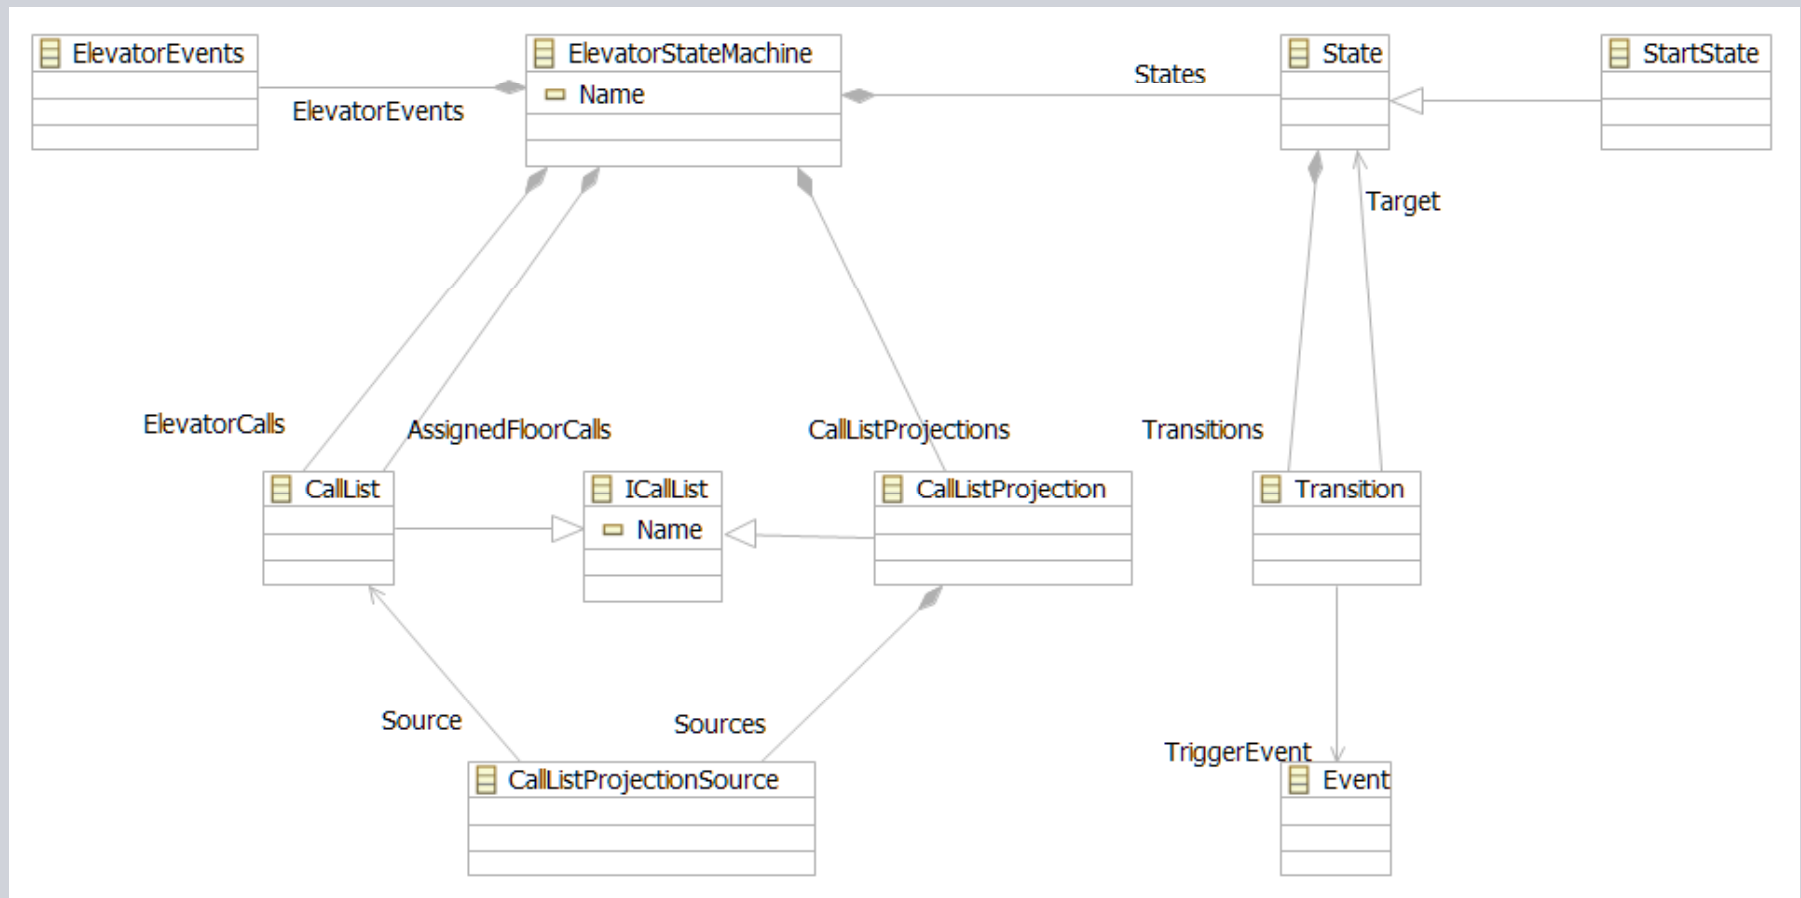 ElevatorEvents
ElevatorStateMachine
State
StartState
Name
States
ElevatorEvents
Target
ElevatorCalls
AssignedFloorCalls
CallListProjections
Transitions
CallList
ICallList
CallListProjection
Transition
Name
Source
Sources
TriggerEvent
CallListProjectionSource
Event